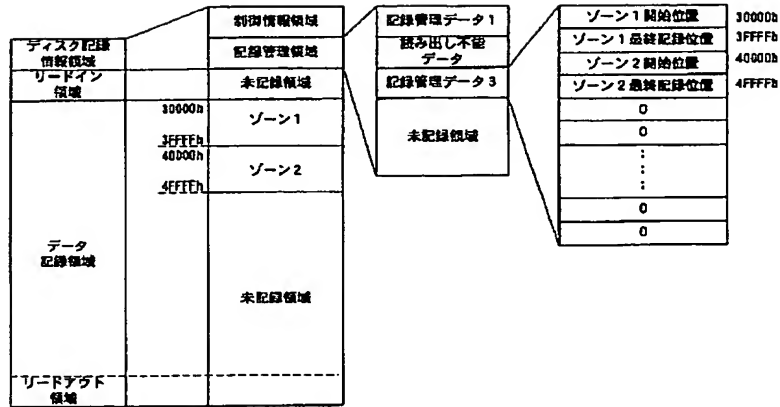 ディスク記録
情報領域
リードイン
領域
データ
記録領域
リードアウト
領域
制御情報領域
記録管理領域
未記録領域
30000h
ゾーン1
3FFFFh
40000h
ゾーン2
4FFFFh
未記録領域
記録管理データ1
読み出し不能
データ
記録管理データ3
未記録領域
ゾーン1開始位置
30000h
ゾーン1最終記録位置
3FFFFh
ゾーン2開始位置
40000h
ゾーン2最終記録位置
4FFFFh
0
0
0
0